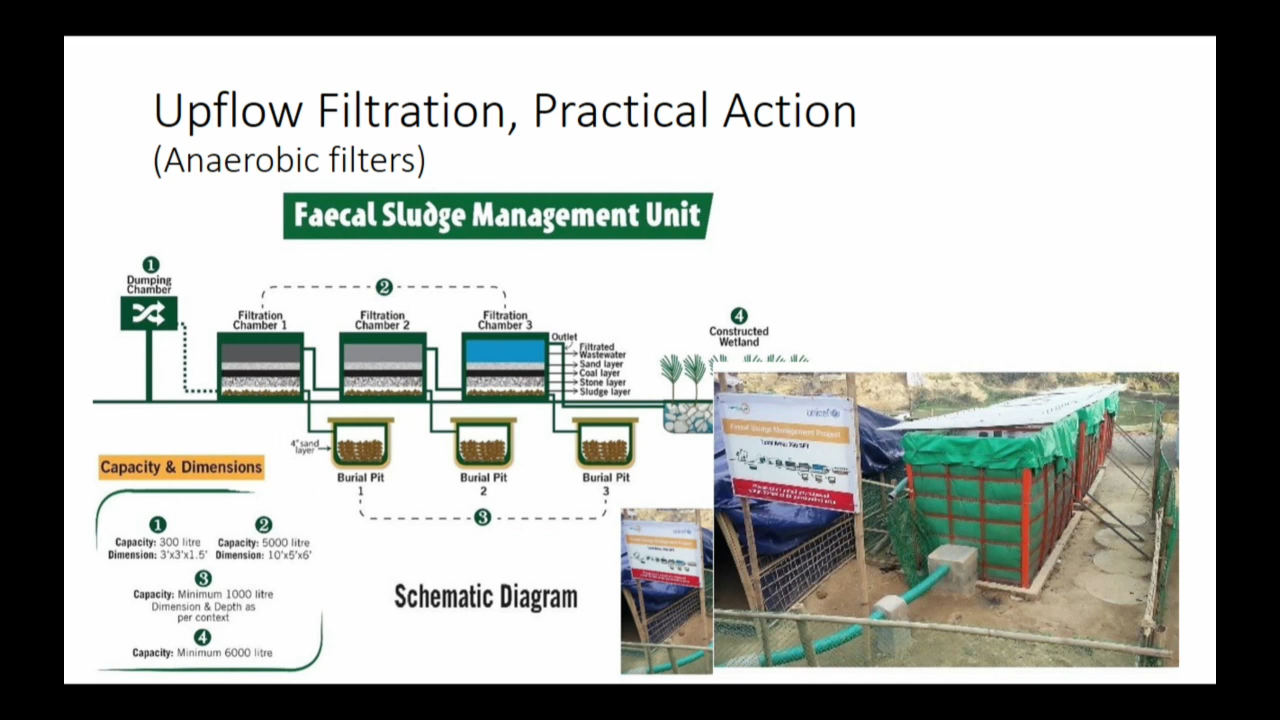 Upflow Filtration, Practical Action
(Anaerobic filters)
Faecal Sludge Management Unit
1
Dumping
Chamber
2
Filtration
Chamber 1
Filtration
Chamber 2
Filtration
Chamber 3
Outlet
Filtrated
Wastewater
Sand layer
Coal layer
Stone layer
Sludge layer
4
Constructed
Wetland
4" sand
layer
Burial Pit
1
Burial Pit
2
Burial Pit
3
3
Capacity & Dimensions
1
Capacity: 300 litre
Dimension: 3'x3'x1.5'
2
Capacity: 5000 litre
Dimension: 10'x5'x6'
3
Capacity: Minimum 1000 litre
Dimension & Depth as
per context
4
Capacity: Minimum 6000 litre
Schematic Diagram
unicef
Faecal Sludge Management Project